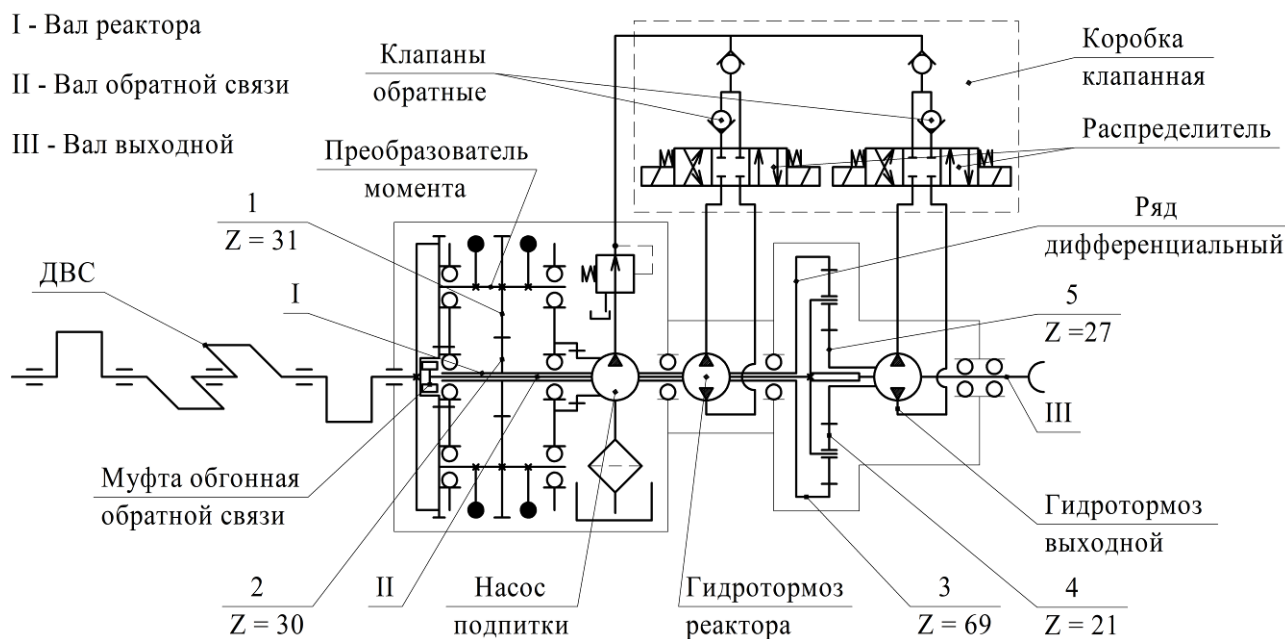 I - Вал реактора
II - Вал обратной связи
III - Вал выходной
Клапаны
обратные
Коробка
клапанная
Распределитель
Преобразователь
момента
1
Z = 31
ДВС
I
Ряд
дифференциальный
5
Z =27
III
Муфта обгонная
обратной связи
2
Z = 30
II
Насос
подпитки
Гидротормоз
реактора
3
Z = 69
4
Z = 21
Гидротормоз
выходной